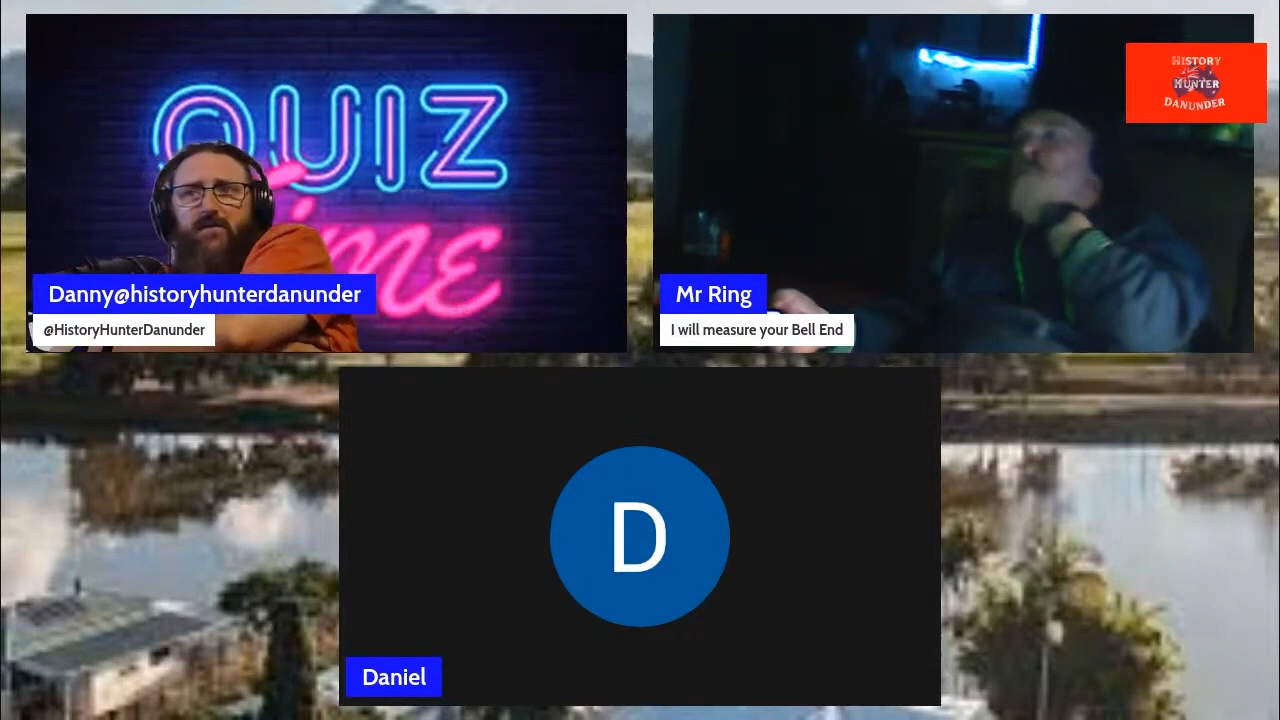 QUIZ
Time
Danny@historyhunterdanunder
@HistoryHunterDanunder
Mr Ring
I will measure your Bell End
HISTORY
HUNTER
DANUNDER
D
Daniel